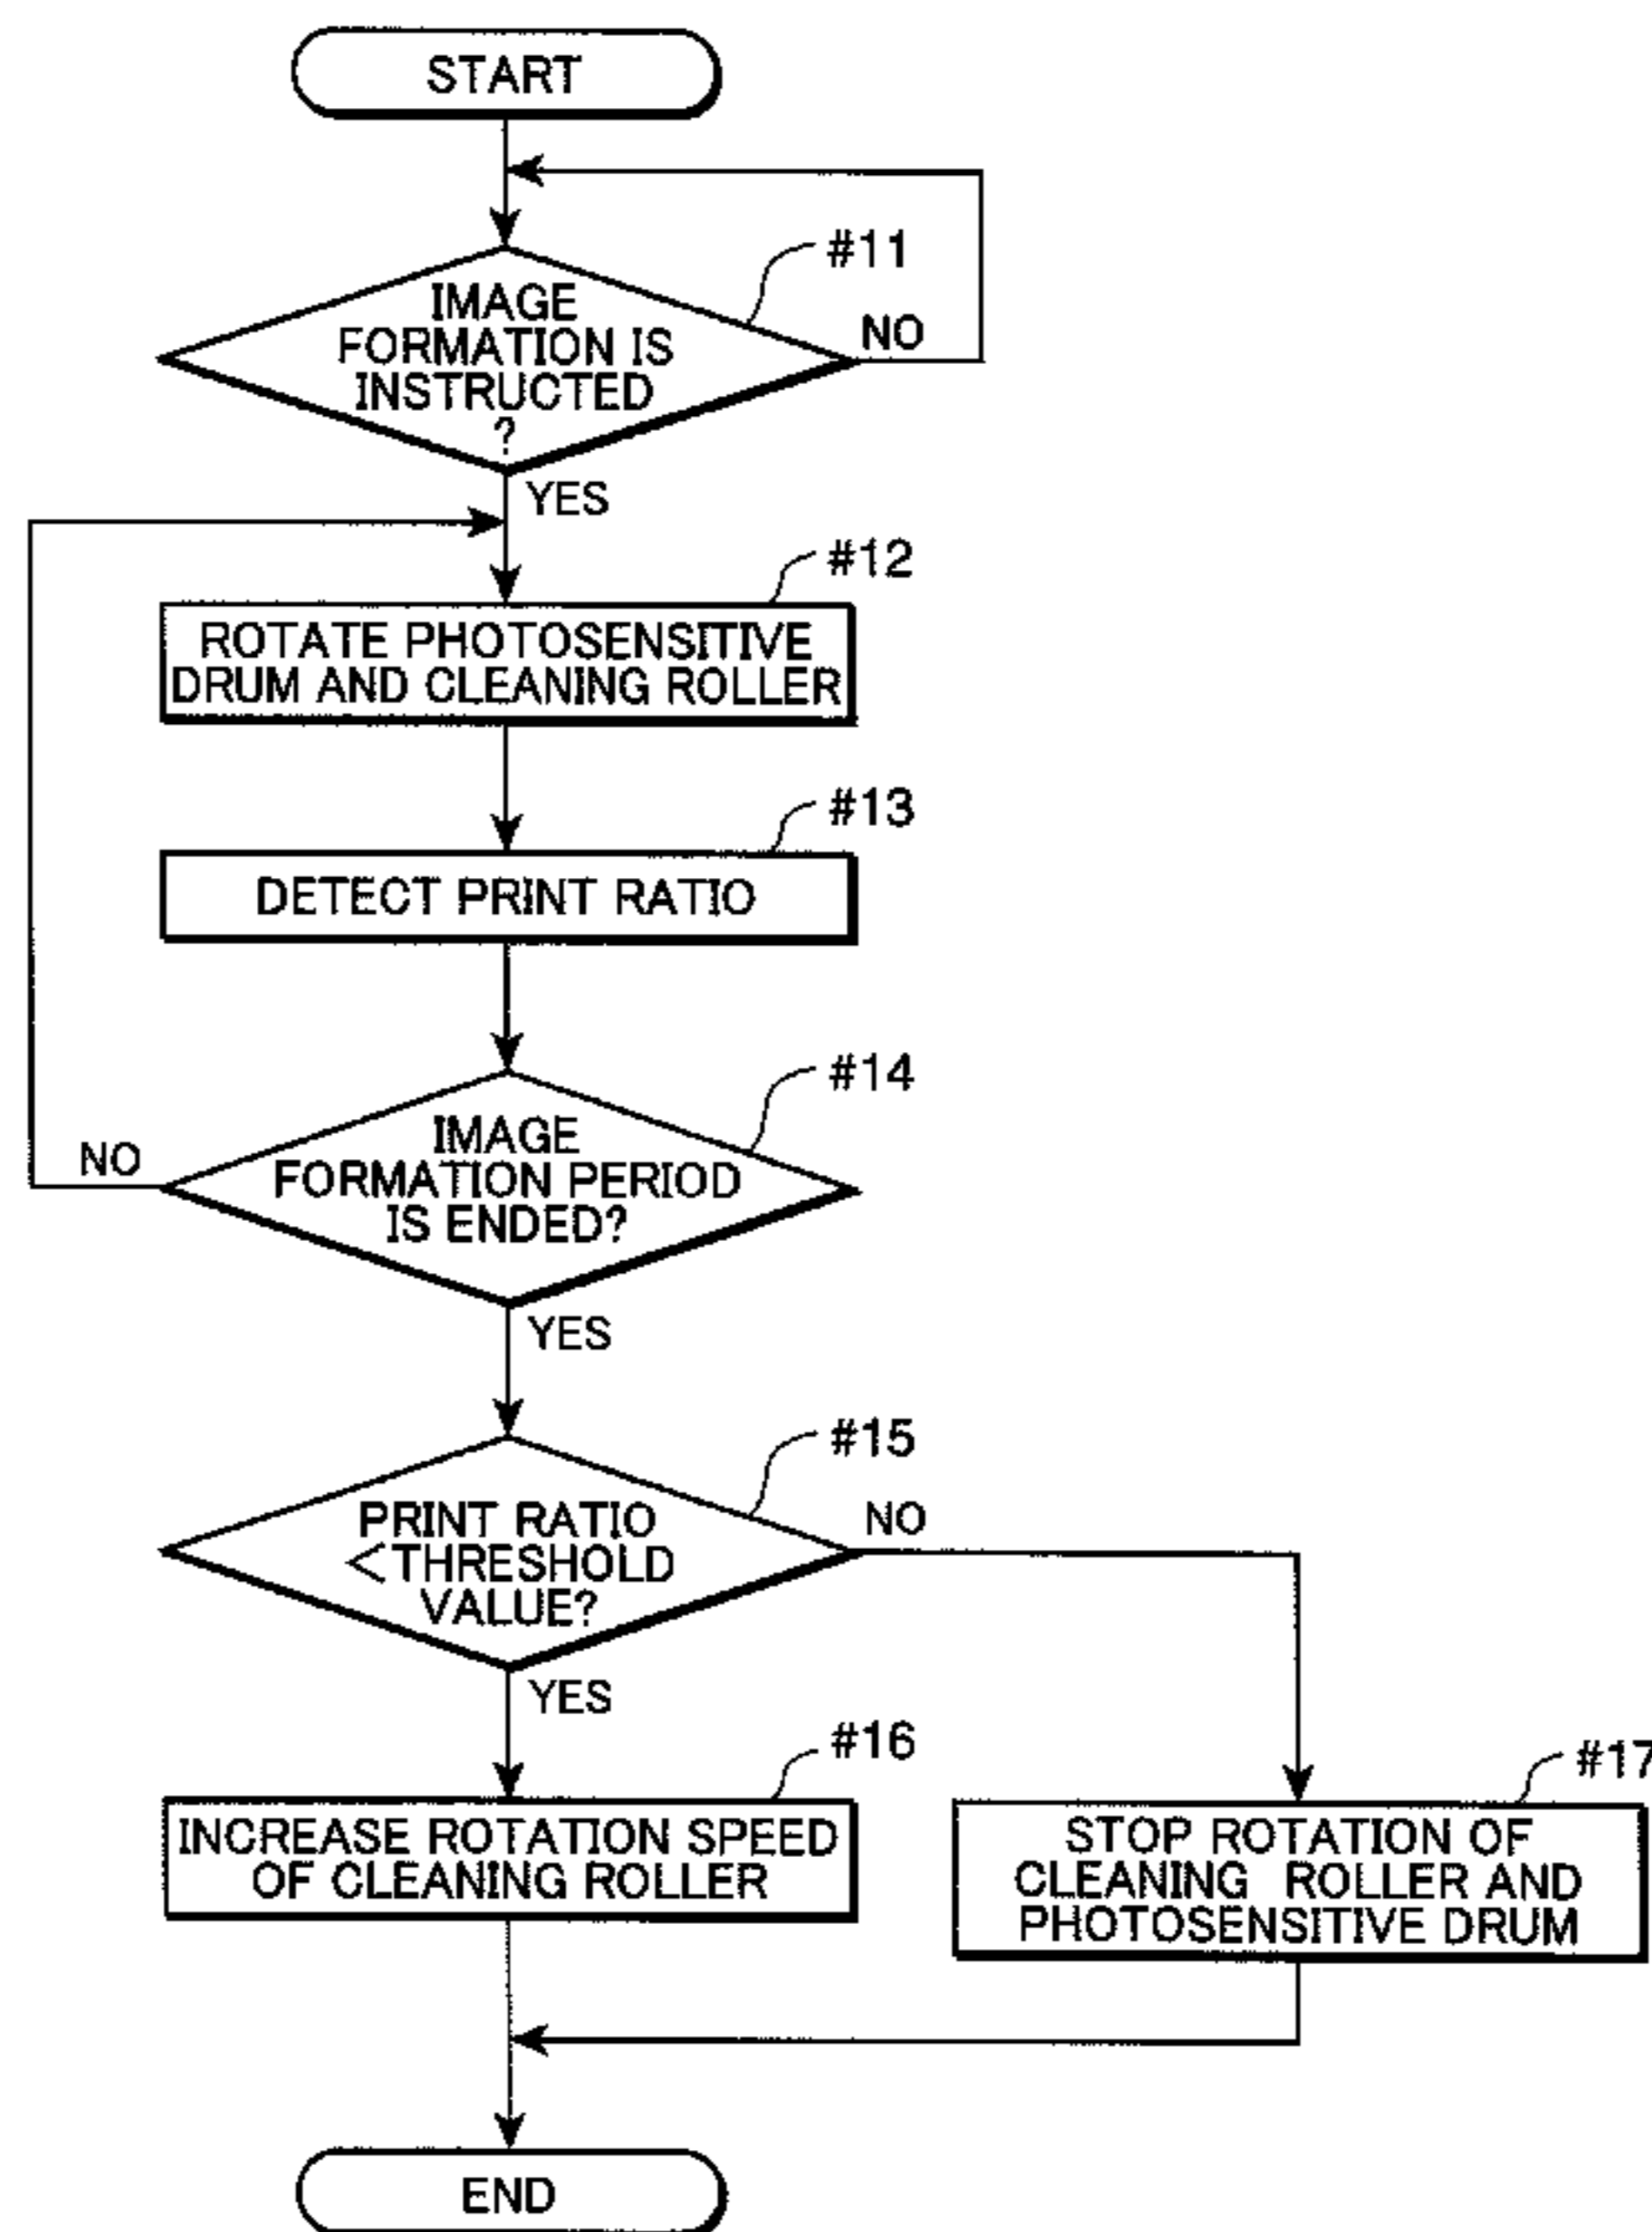 START
#11
IMAGE
FORMATION IS
INSTRUCTED
?
NO
YES
#12
ROTATE PHOTOSENSITIVE
DRUM AND CLEANING ROLLER
#13
DETECT PRINT RATIO
#14
IMAGE
FORMATION PERIOD
IS ENDED?
NO
YES
#15
PRINT RATIO
<THRESHOLD
VALUE?
NO
YES
#16
INCREASE ROTATION SPEED
OF CLEANING ROLLER
#17
STOP ROTATION OF
CLEANING ROLLER AND
PHOTOSENSITIVE DRUM
END